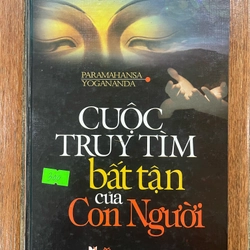 PARAMAHANSA
YOGANANDA
CUỘC
TRUY TÌM
bất tận
của
Con Người